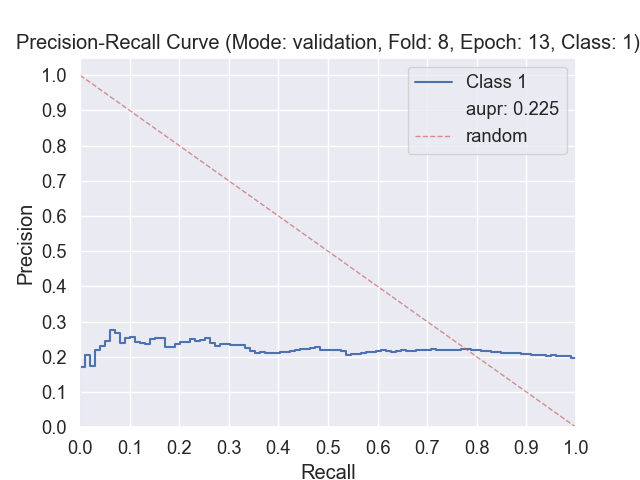 Precision-Recall Curve (Mode: validation, Fold: 8, Epoch: 13, Class: 1)
Class 1
aupr: 0.225
random
1.0
0.9
0.8
0.7
0.6
0.5
0.4
0.3
0.2
0.1
0.0
Precision
0.0 0.1 0.2 0.3 0.4 0.5 0.6 0.7 0.8 0.9 1.0
Recall